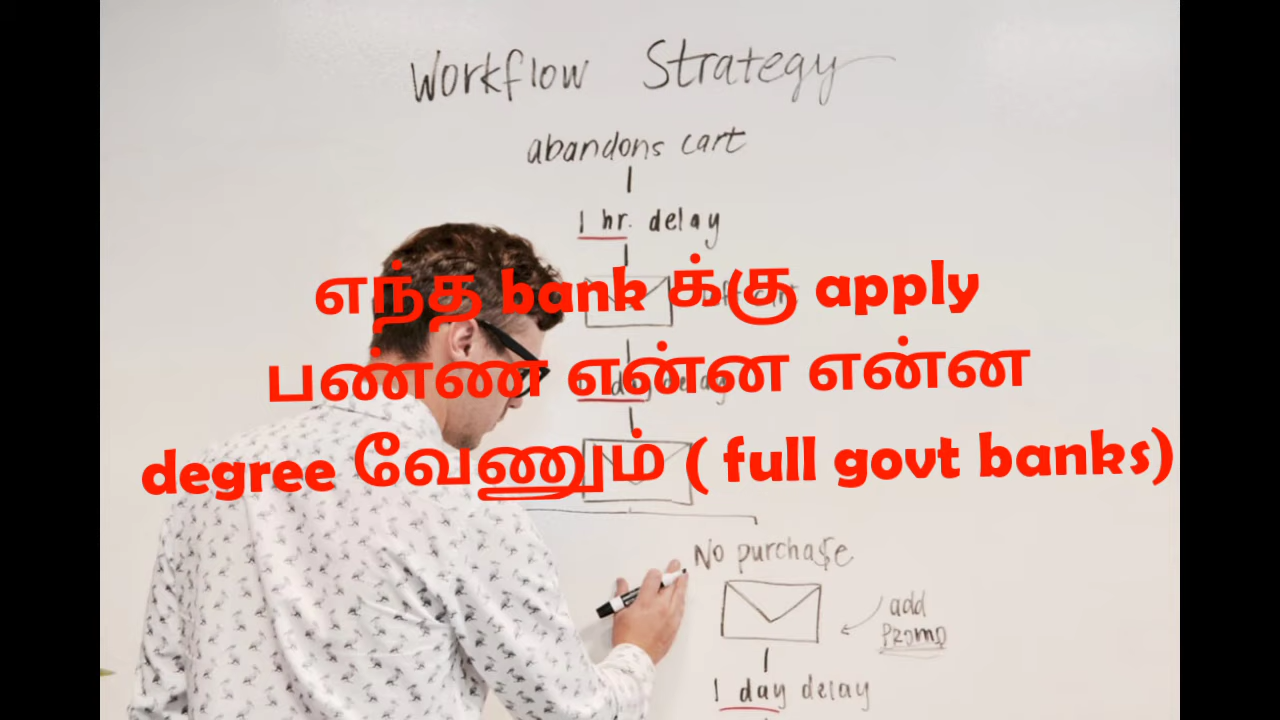 Workflow Strategy
abandons cart
1 hr. delay
எந்த bank க்கு apply
பண்ண என்ன என்ன
degree வேணும் ( full govt banks)
No purchase
add
PROMO
1 day delay